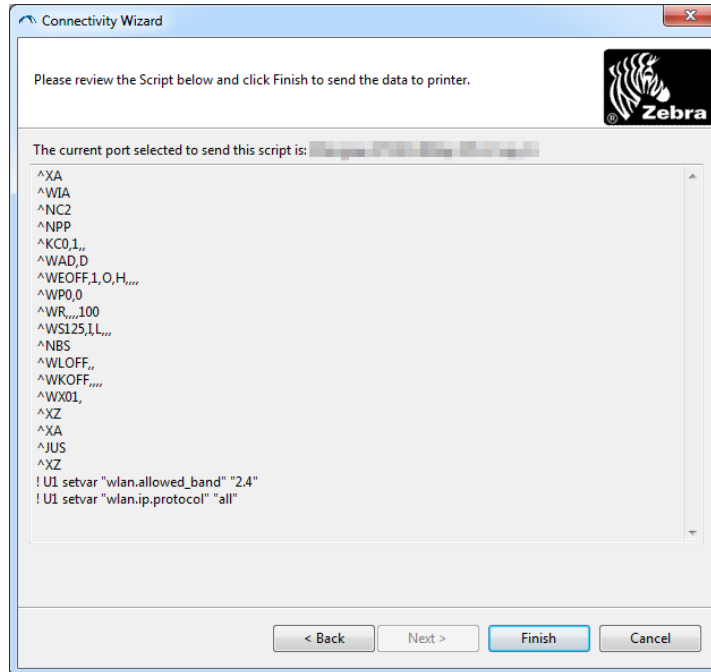 Connectivity Wizard
Please review the Script below and click Finish to send the data to printer.
Zebra
®
The current port selected to send this script is:
^XA
^WIA
^NC2
^NPP
^KC0,1,,
^WAD,D
^WEOFF,1,O,H,,,,
^WP0,0
^WR,,,,100
^WS125,I,L,,,
^NBS
^WLOFF,,
^WKOFF,,,,
^WX01,
^XZ
^XA
^JUS
^XZ
! U1 setvar "wlan.allowed_band" "2.4"
! U1 setvar "wlan.ip.protocol" "all"
< Back
Next >
Finish
Cancel